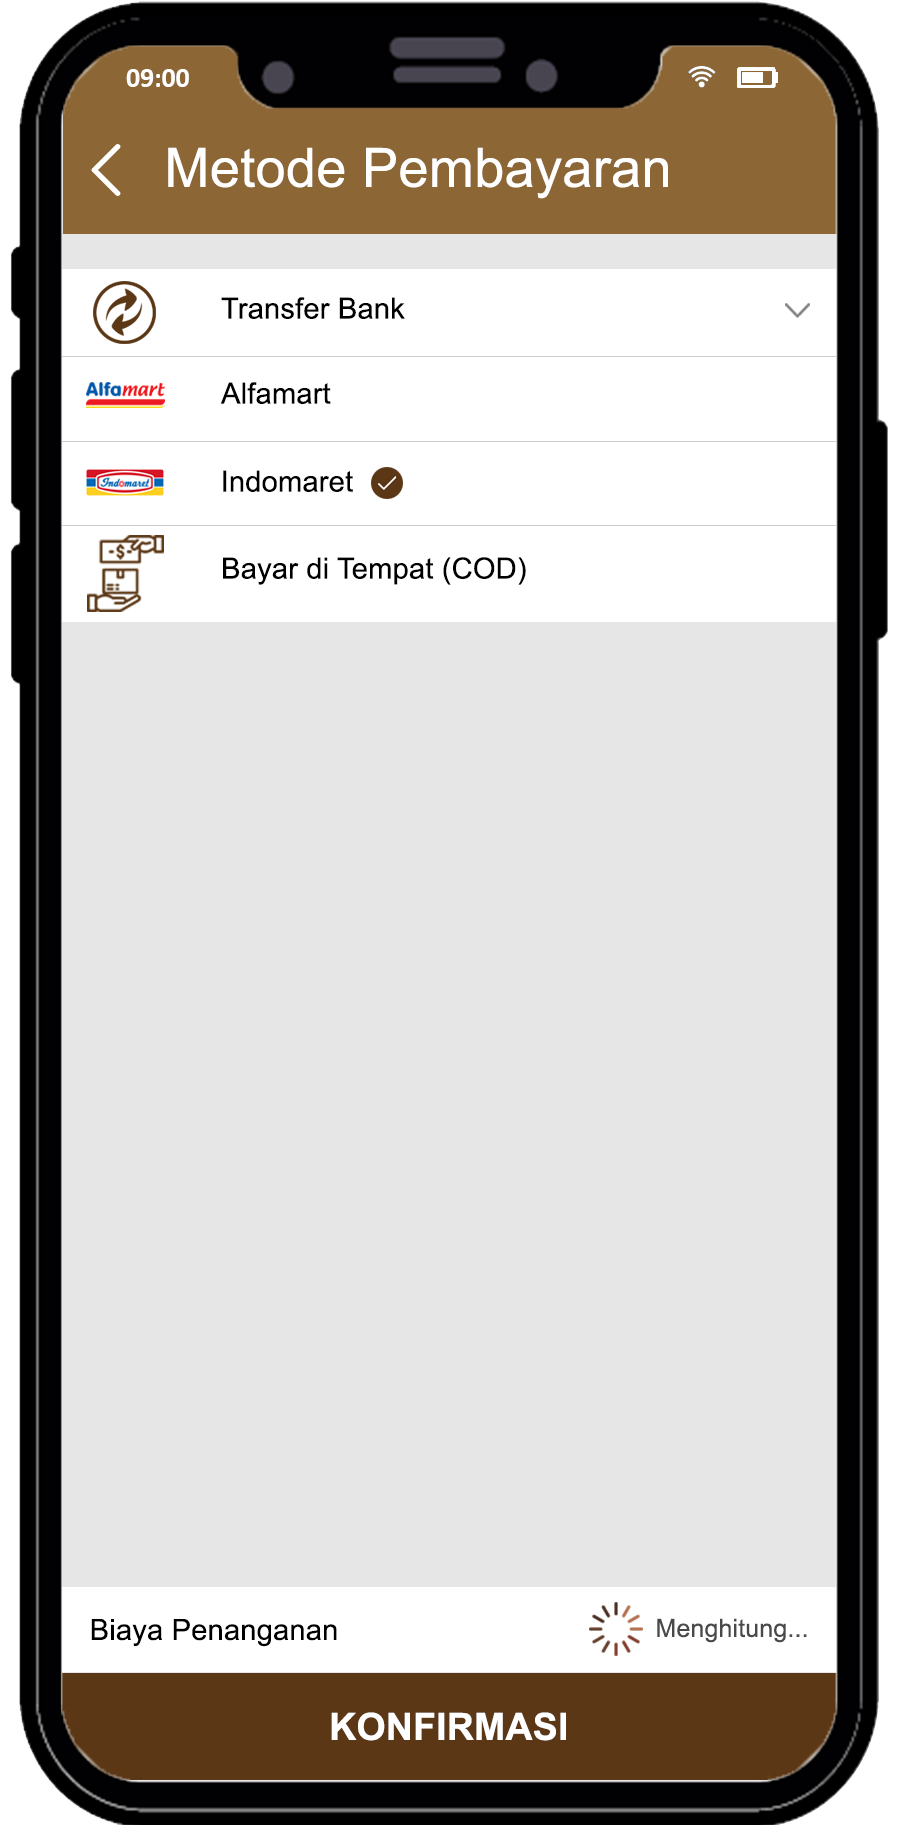 09:00
Metode Pembayaran
Transfer Bank
Alfamart Alfamart
Indomaret Indomaret
-$-
Bayar di Tempat (COD)
Biaya Penanganan Menghitung...
KONFIRMASI